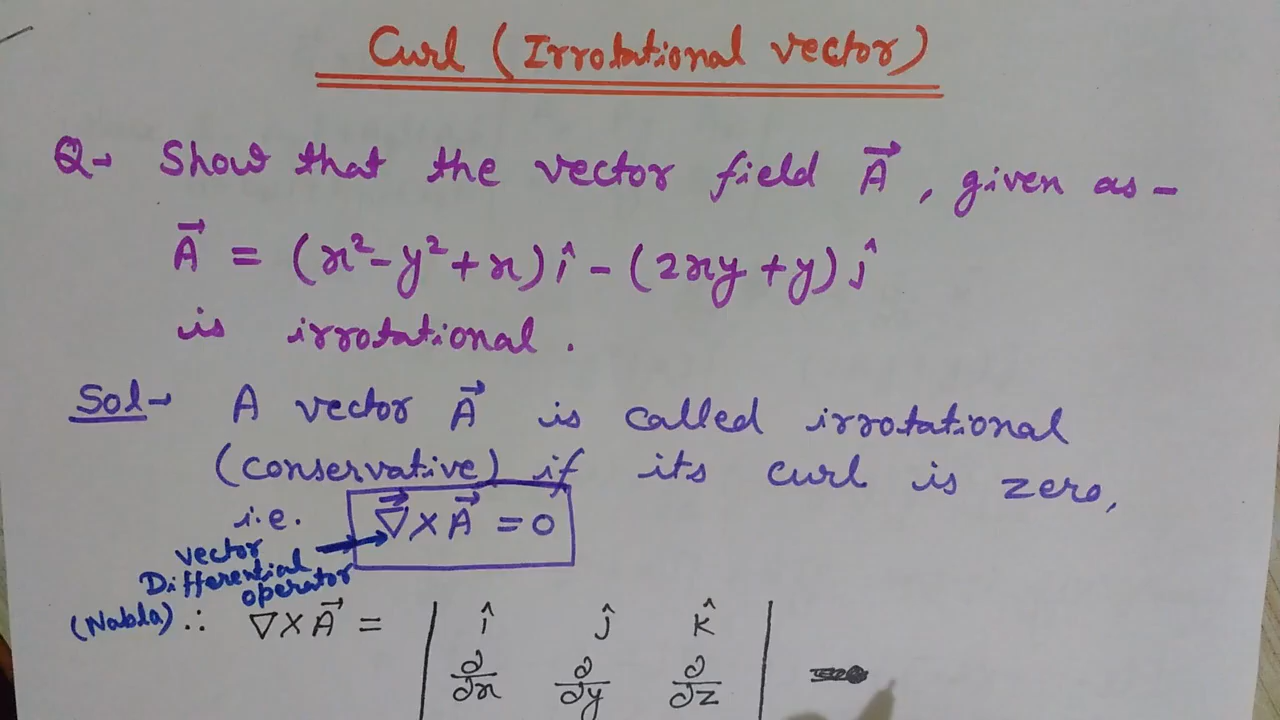 Curl (Irrotational vector)
Q→ Show that the vector field A⃗, given as -
A⃗ = (x²-y²+x)î - (2xy+y)ĵ
is irrotational.
Sol→ A vector A⃗ is called irrotational
(conservative) if its curl is zero,
i.e. ∇⃗×A⃗ = 0
vector
Differential
operator
(Nabla) ∴ ∇×A⃗ = | î ĵ k̂ |
∂/∂x ∂/∂y ∂/∂z